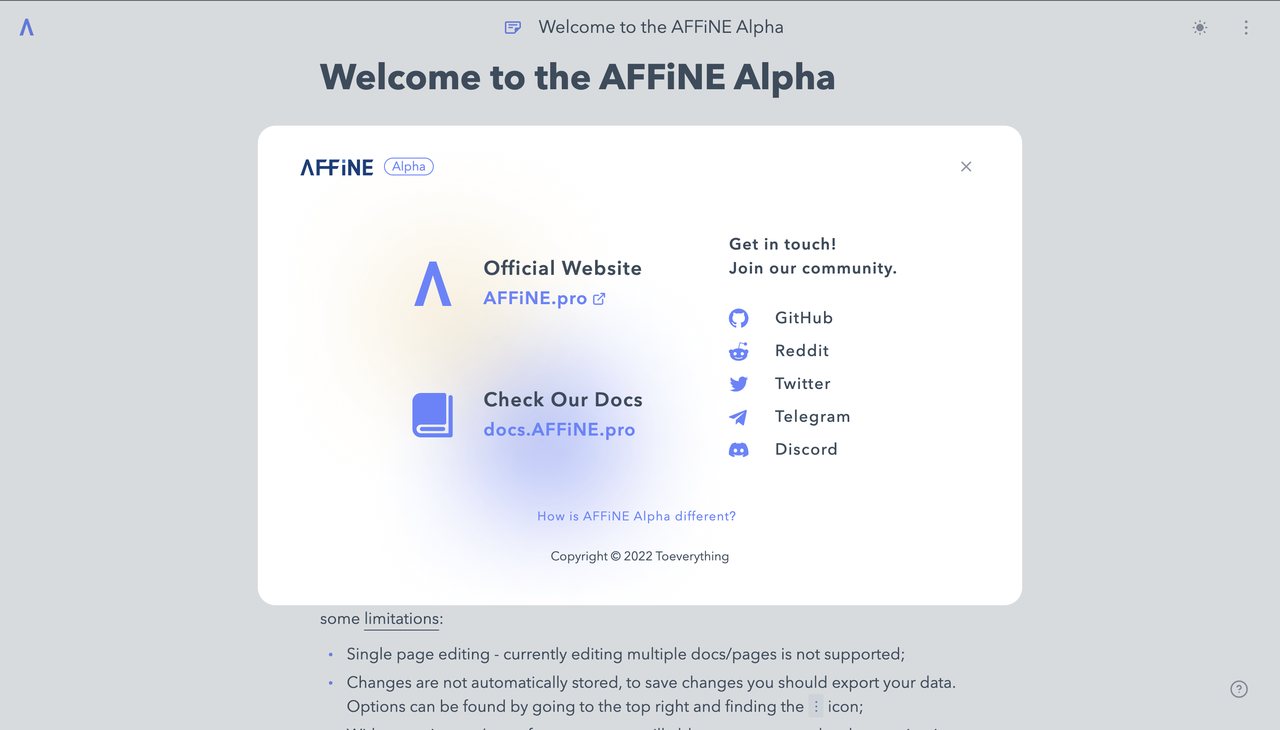 Welcome to the AFFiNE Alpha
Welcome to the AFFiNE Alpha
AFFiNE Alpha
Official Website
AFFiNE.pro
Check Our Docs
docs.AFFiNE.pro
Get in touch!
Join our community.
GitHub
Reddit
Twitter
Telegram
Discord
How is AFFiNE Alpha different?
Copyright © 2022 Toeverything
some limitations:
• Single page editing - currently editing multiple docs/pages is not supported;
• Changes are not automatically stored, to save changes you should export your data.
Options can be found by going to the top right and finding the ⋮ icon;